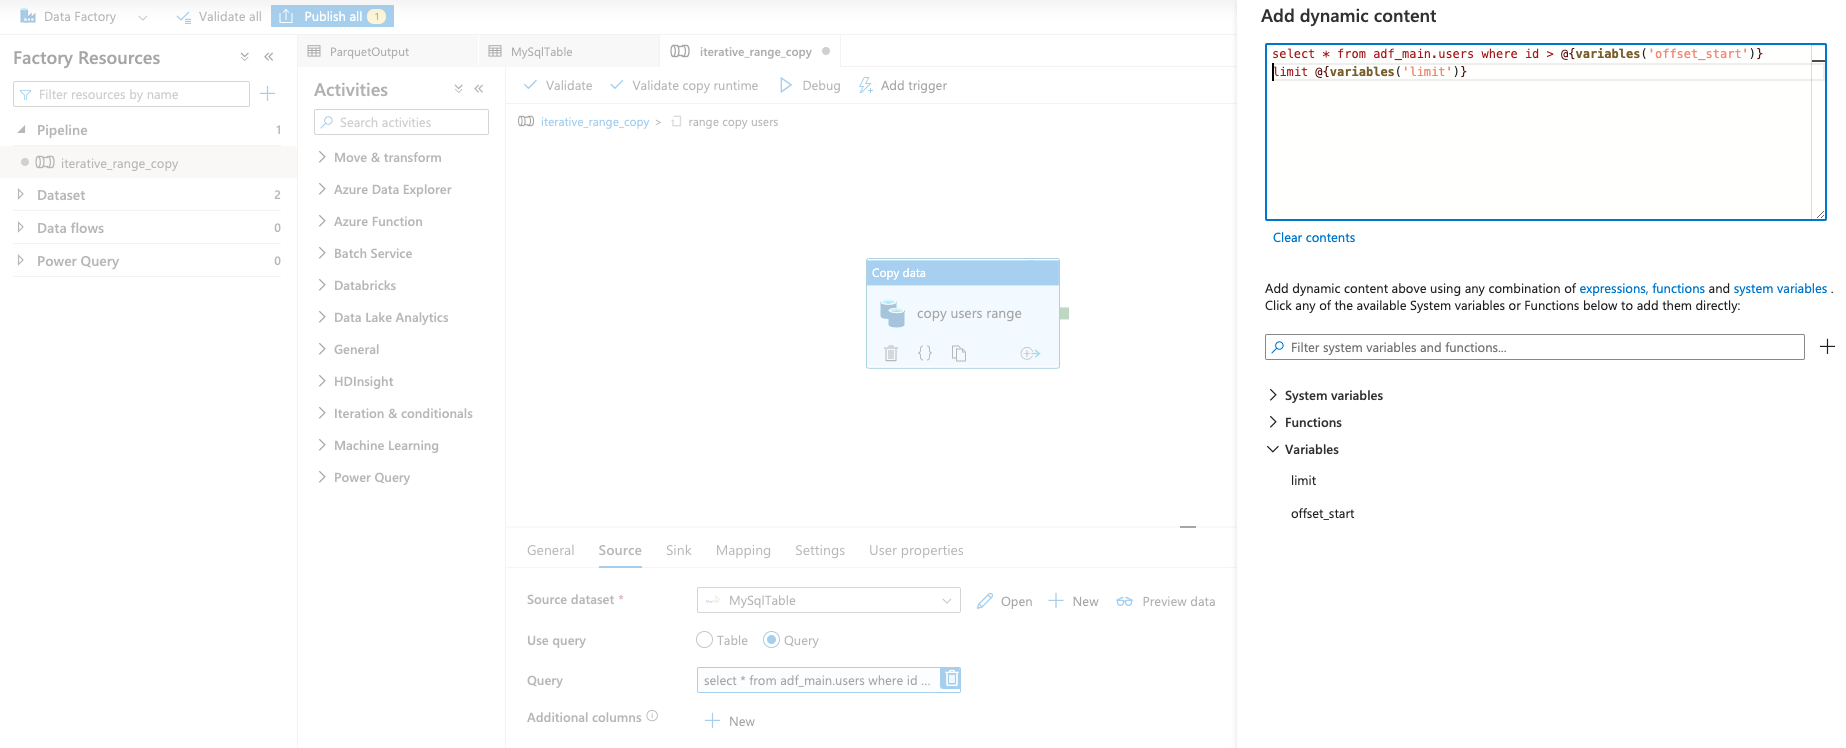 Data Factory
Validate all
Publish all 1
Factory Resources
Filter resources by name
Pipeline 1
iterative_range_copy
Dataset 2
Data flows 0
Power Query 0
ParquetOutput
MySqlTable
iterative_range_copy
Activities
Search activities
Move & transform
Azure Data Explorer
Azure Function
Batch Service
Databricks
Data Lake Analytics
General
HDInsight
Iteration & conditionals
Machine Learning
Power Query
Validate
Validate copy runtime
Debug
Add trigger
iterative_range_copy > range copy users
Copy data
copy users range
General Source Sink Mapping Settings User properties
Source dataset * MySqlTable Open New Preview data
Use query Table Query
Query select * from adf_main.users where id ...
Additional columns New
Add dynamic content
select * from adf_main.users where id > @{variables('offset_start')}
limit @{variables('limit')}
Clear contents
Add dynamic content above using any combination of expressions, functions and system variables .
Click any of the available System variables or Functions below to add them directly:
Filter system variables and functions...
System variables
Functions
Variables
limit
offset_start